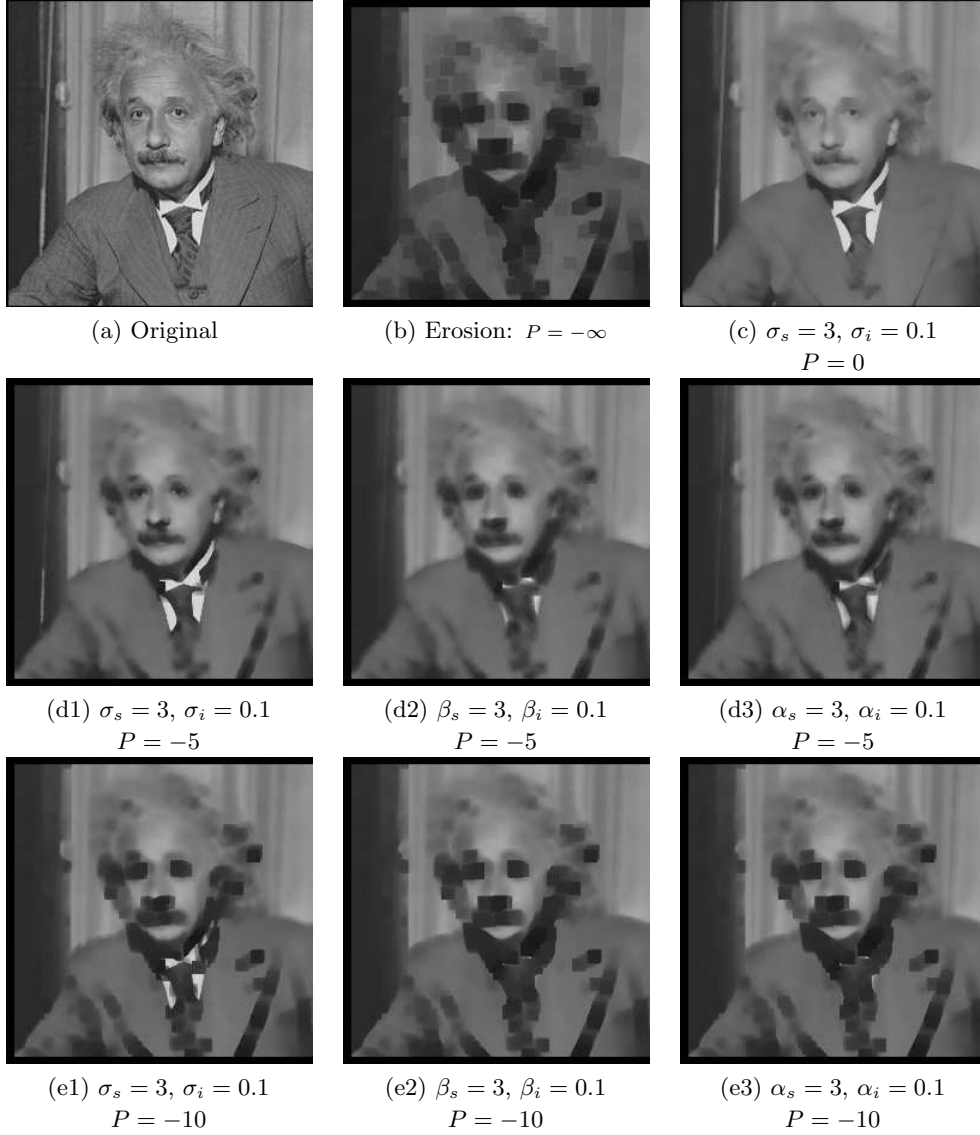 (a) Original
(b) Erosion: P = −∞
(c) σs = 3, σi = 0.1
P = 0
(d1) σs = 3, σi = 0.1
P = −5
(d2) βs = 3, βi = 0.1
P = −5
(d3) αs = 3, αi = 0.1
P = −5
(e1) σs = 3, σi = 0.1
P = −10
(e2) βs = 3, βi = 0.1
P = −10
(e3) αs = 3, αi = 0.1
P = −10